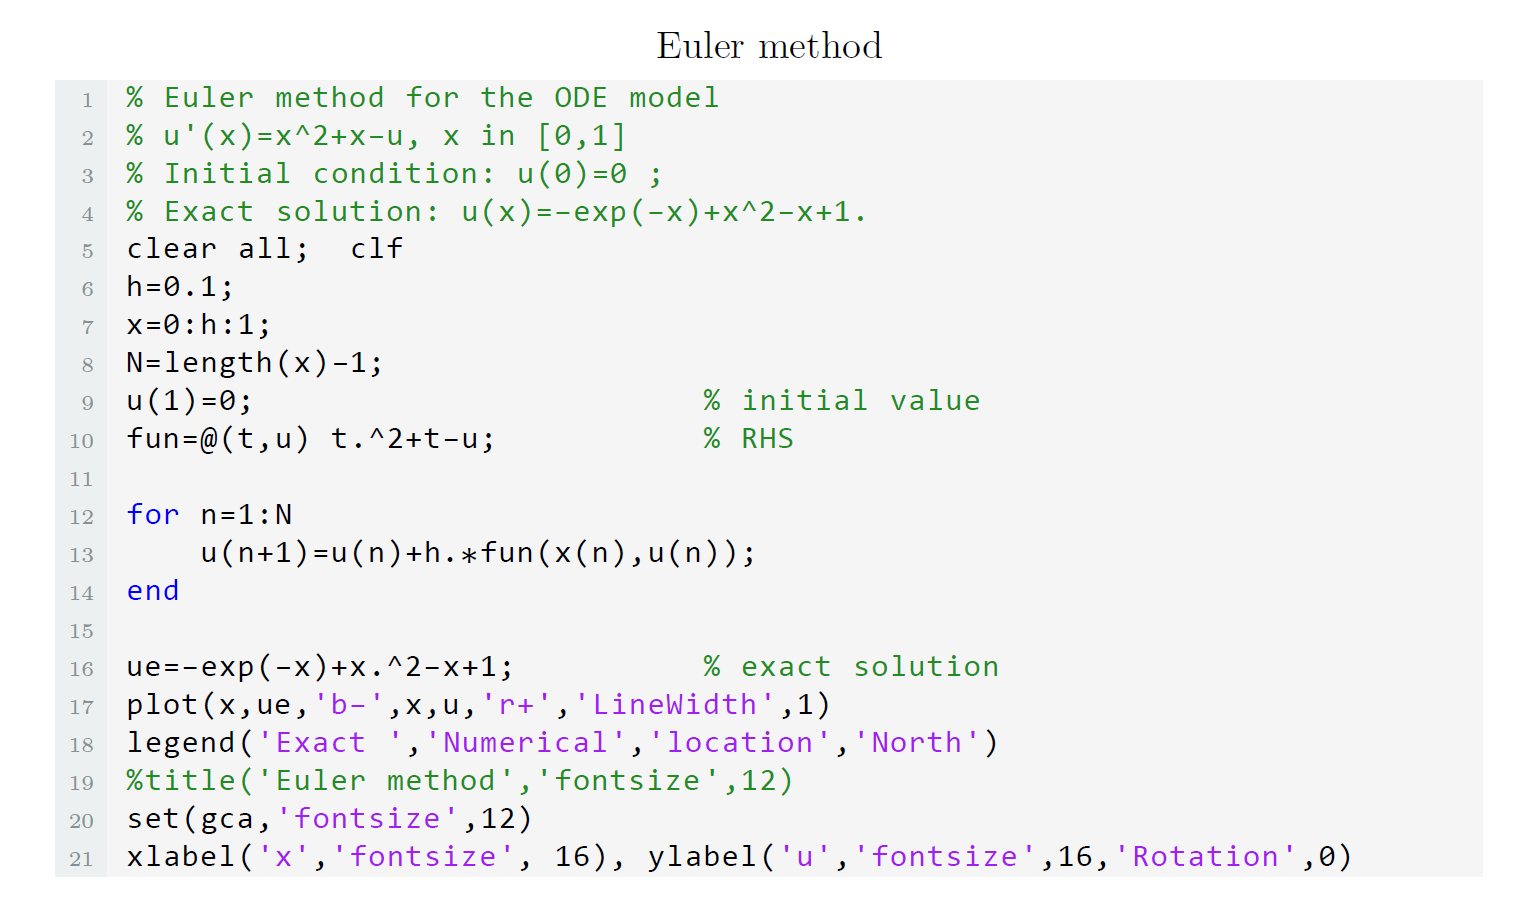 Euler method
1 % Euler method for the ODE model
2 % u'(x)=x^2+x-u, x in [0,1]
3 % Initial condition: u(0)=0 ;
4 % Exact solution: u(x)=-exp(-x)+x^2-x+1.
5 clear all;  clf
6 h=0.1;
7 x=0:h:1;
8 N=length(x)-1;
9 u(1)=0;                        % initial value
10 fun=@(t,u) t.^2+t-u;           % RHS
11
12 for n=1:N
13     u(n+1)=u(n)+h.*fun(x(n),u(n));
14 end
15
16 ue=-exp(-x)+x.^2-x+1;          % exact solution
17 plot(x,ue,'b-',x,u,'r+','LineWidth',1)
18 legend('Exact ','Numerical','location','North')
19 %title('Euler method','fontsize',12)
20 set(gca,'fontsize',12)
21 xlabel('x','fontsize', 16), ylabel('u','fontsize',16,'Rotation',0)